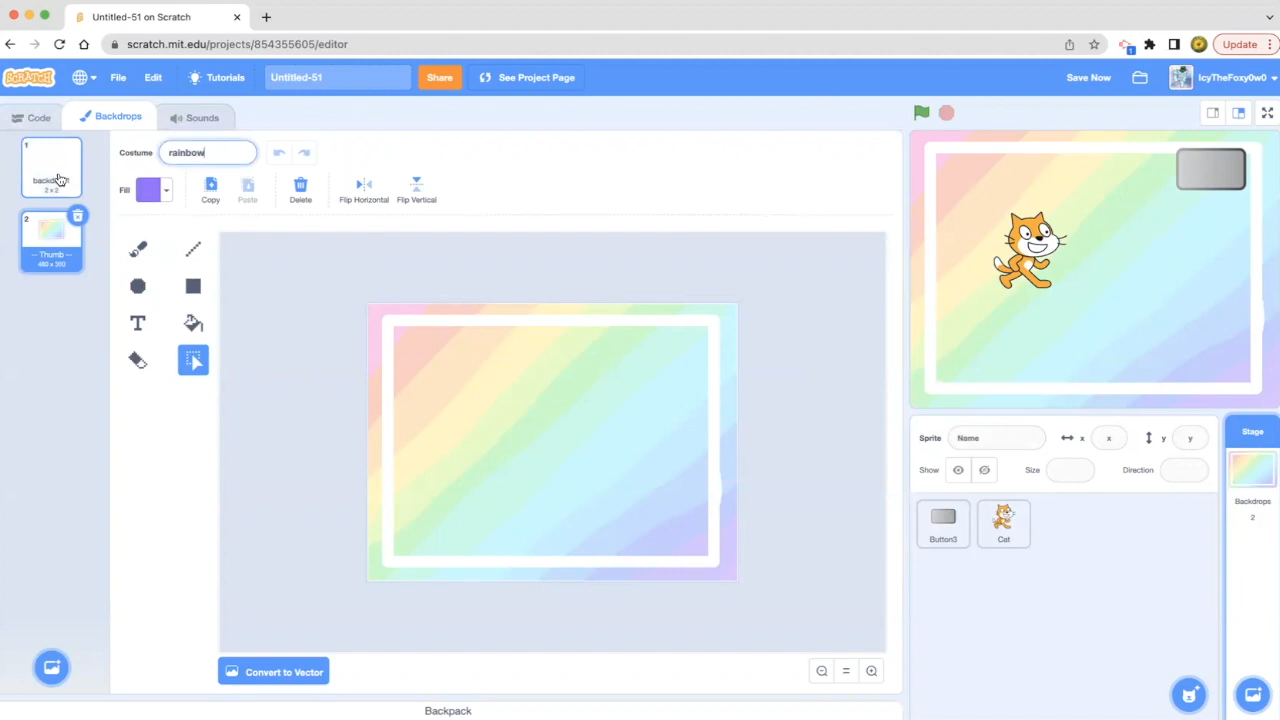 Untitled-51 on Scratch
scratch.mit.edu/projects/854355605/editor
Update
SCRATCH
File
Edit
Tutorials
Untitled-51
Share
See Project Page
Save Now
IcyTheFoxy0w0
Code
Backdrops
Sounds
1
2 x 2
2
-- Thumb --
480 x 360
Costume
rainbow
Fill
Copy
Paste
Delete
Flip Horizontal
Flip Vertical
T
Convert to Vector
Backpack
Sprite
Name
x
x
y
y
Show
Size
Direction
Button3
Cat
Stage
Backdrops
2
1